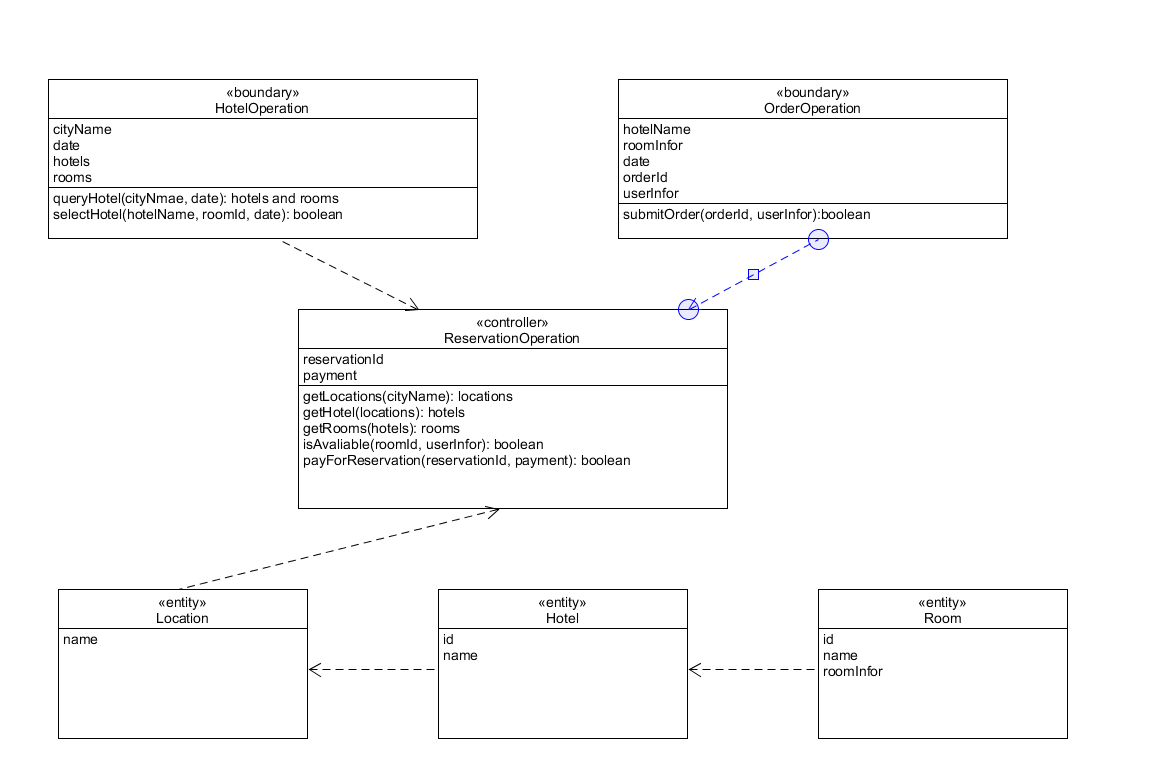 «boundary»
HotelOperation
cityName
date
hotels
rooms
queryHotel(cityNmae, date): hotels and rooms
selectHotel(hotelName, roomId, date): boolean
«boundary»
OrderOperation
hotelName
roomInfor
date
orderId
userInfor
submitOrder(orderId, userInfor):boolean
«controller»
ReservationOperation
reservationId
payment
getLocations(cityName): locations
getHotel(locations): hotels
getRooms(hotels): rooms
isAvaliable(roomId, userInfor): boolean
payForReservation(reservationId, payment): boolean
«entity»
Location
name
«entity»
Hotel
id
name
«entity»
Room
id
name
roomInfor